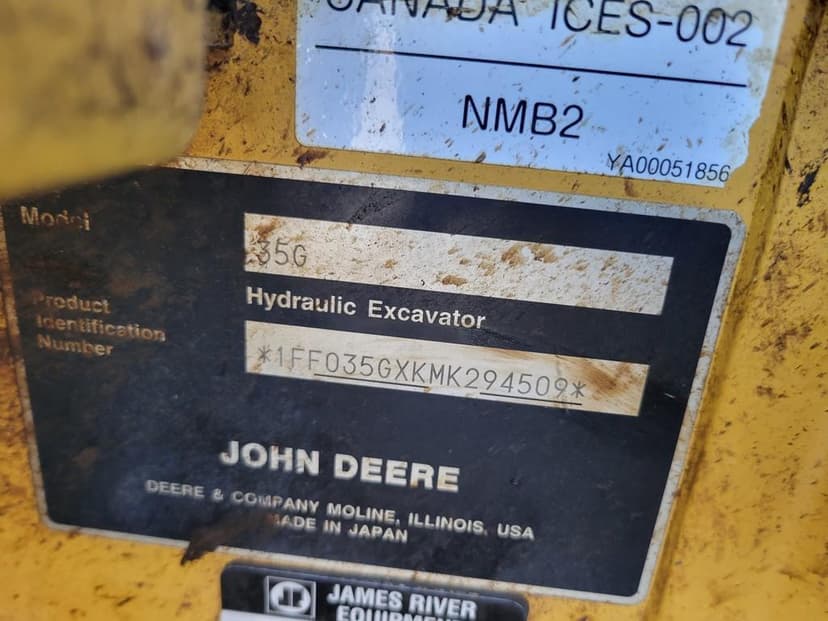 CANADA ICES-002
NMB2
YA00051856
Model
35G
Hydraulic Excavator
Product
Identification
Number
*1FF035GXKMK294509*
JOHN DEERE
DEERE & COMPANY MOLINE, ILLINOIS, USA
MADE IN JAPAN
JAMES RIVER
EQUIPMENT